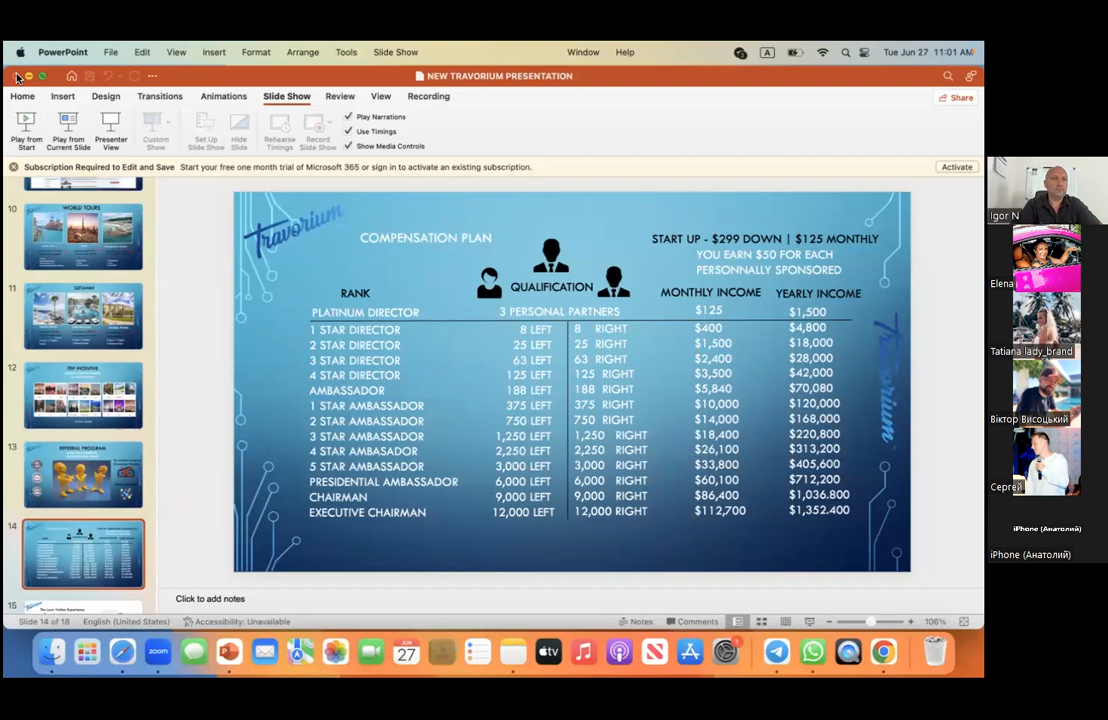 PowerPoint File Edit View Insert Format Arrange Tools Slide Show Window Help A Tue Jun 27 11:01 AM
NEW TRAVORIUM PRESENTATION
Home Insert Design Transitions Animations Slide Show Review View Recording Share
Play from Start
Play from Current Slide
Presenter View
Custom Show
Set Up Slide Show
Hide Slide
Rehearse Timings
Record Slide Show
Play Narrations
Use Timings
Show Media Controls
Subscription Required to Edit and Save Start your free one month trial of Microsoft 365 or sign in to activate an existing subscription. Activate
10
WORLD TOURS
11
GETAWAY
12
TRIP INCENTIVE
13
REFERRAL PROGRAM
14
15
Travorium
COMPENSATION PLAN
START UP - $299 DOWN | $125 MONTHLY
YOU EARN $50 FOR EACH
PERSONNALLY SPONSORED
RANK QUALIFICATION MONTHLY INCOME YEARLY INCOME
PLATINUM DIRECTOR 3 PERSONAL PARTNERS $125 $1,500
1 STAR DIRECTOR 8 LEFT 8 RIGHT $400 $4,800
2 STAR DIRECTOR 25 LEFT 25 RIGHT $1,500 $18,000
3 STAR DIRECTOR 63 LEFT 63 RIGHT $2,400 $28,000
4 STAR DIRECTOR 125 LEFT 125 RIGHT $3,500 $42,000
AMBASSADOR 188 LEFT 188 RIGHT $5,840 $70,080
1 STAR AMBASSADOR 375 LEFT 375 RIGHT $10,000 $120,000
2 STAR AMBASSADOR 750 LEFT 750 RIGHT $14,000 $168,000
3 STAR AMBASSADOR 1,250 LEFT 1,250 RIGHT $18,400 $220,800
4 STAR AMBASADOR 2,250 LEFT 2,250 RIGHT $26,100 $313,200
5 STAR AMBASSADOR 3,000 LEFT 3,000 RIGHT $33,800 $405,600
PRESIDENTIAL AMBASSADOR 6,000 LEFT 6,000 RIGHT $60,100 $712,200
CHAIRMAN 9,000 LEFT 9,000 RIGHT $86,400 $1,036.800
EXECUTIVE CHAIRMAN 12,000 LEFT 12,000 RIGHT $112,700 $1,352.400
Travorium
Click to add notes
Slide 14 of 18 English (United States) Accessibility: Unavailable Notes Comments 106%
zoom
JUN
27
tv
Igor N
Elena
Tatiana lady_brand
Віктор Висоцький
Сергей
iPhone (Анатолий)
iPhone (Анатолий)